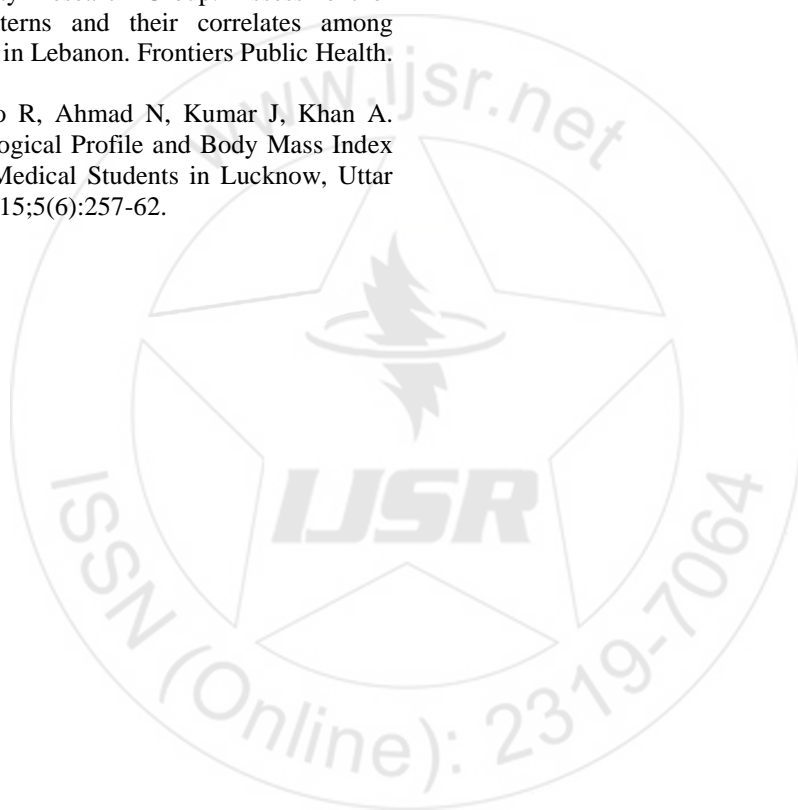 terns and their correlates among
in Lebanon. Frontiers Public Health.
R, Ahmad N, Kumar J, Khan A.
ogical Profile and Body Mass Index
Medical Students in Lucknow, Uttar
15;5(6):257-62.
www.ijsr.net
IJSR
ISSN (Online): 2319-7064